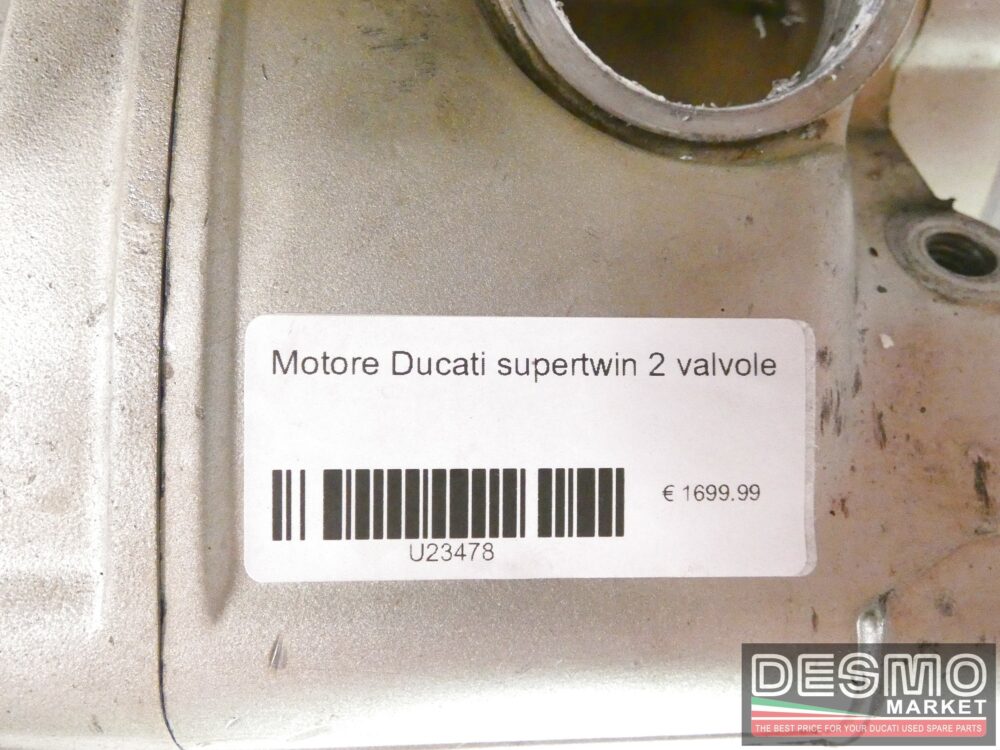 Motore Ducati supertwin 2 valvole
€ 1699.99
U23478
DESMO
MARKET
THE BEST PRICE FOR YOUR DUCATI USED SPARE PARTS